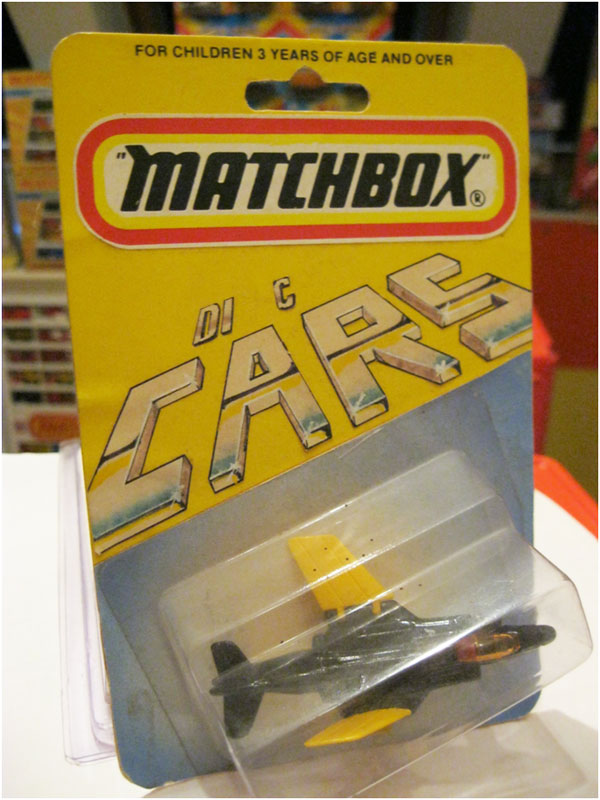 FOR CHILDREN 3 YEARS OF AGE AND OVER
"MATCHBOX"®
DI C
CARS